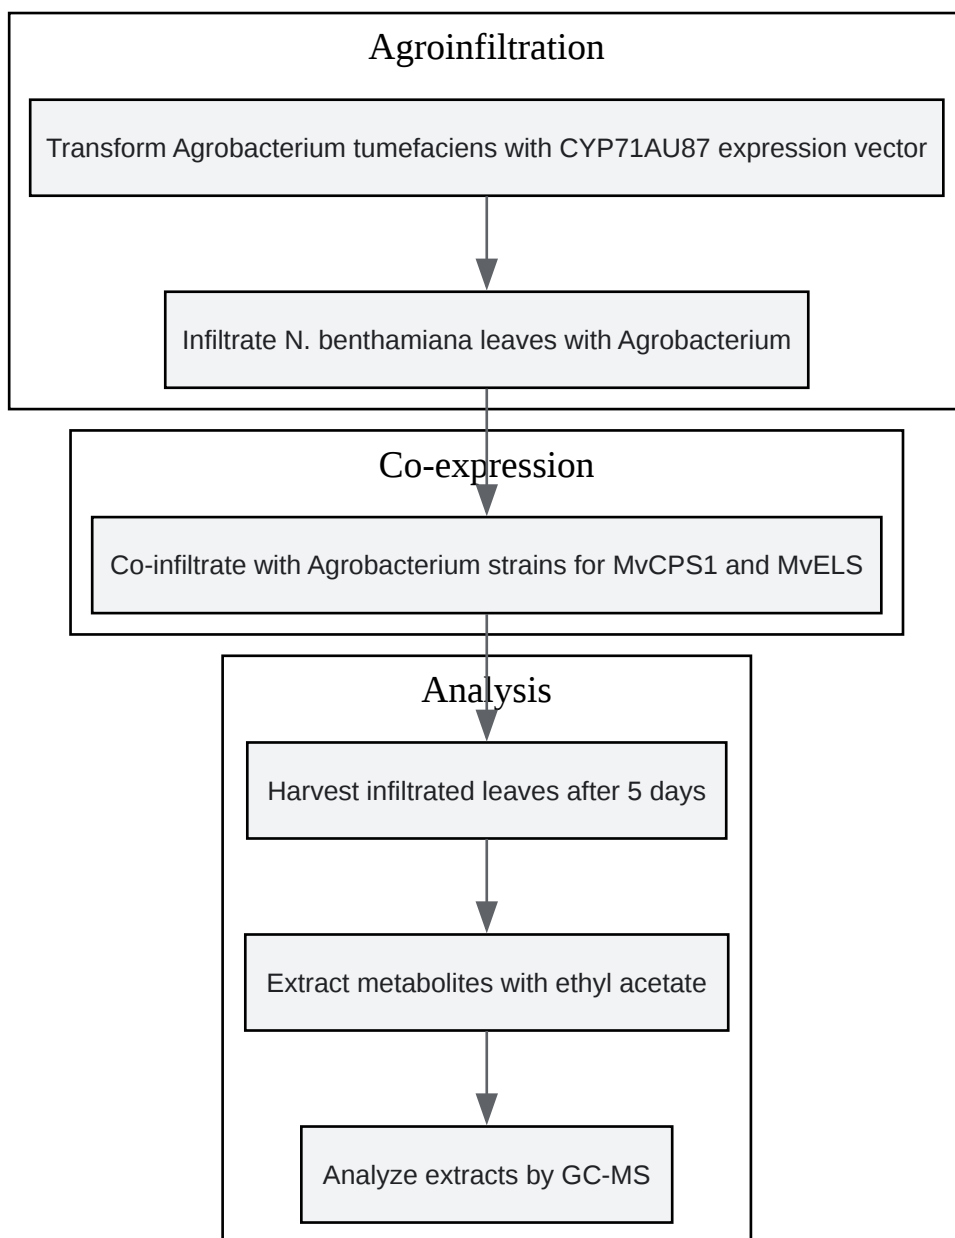 Agroinfiltration
Transform Agrobacterium tumefaciens with CYP71AU87 expression vector
Infiltrate N. benthamiana leaves with Agrobacterium
Co-expression
Co-infiltrate with Agrobacterium strains for MvCPS1 and MvELS
Analysis
Harvest infiltrated leaves after 5 days
Extract metabolites with ethyl acetate
Analyze extracts by GC-MS